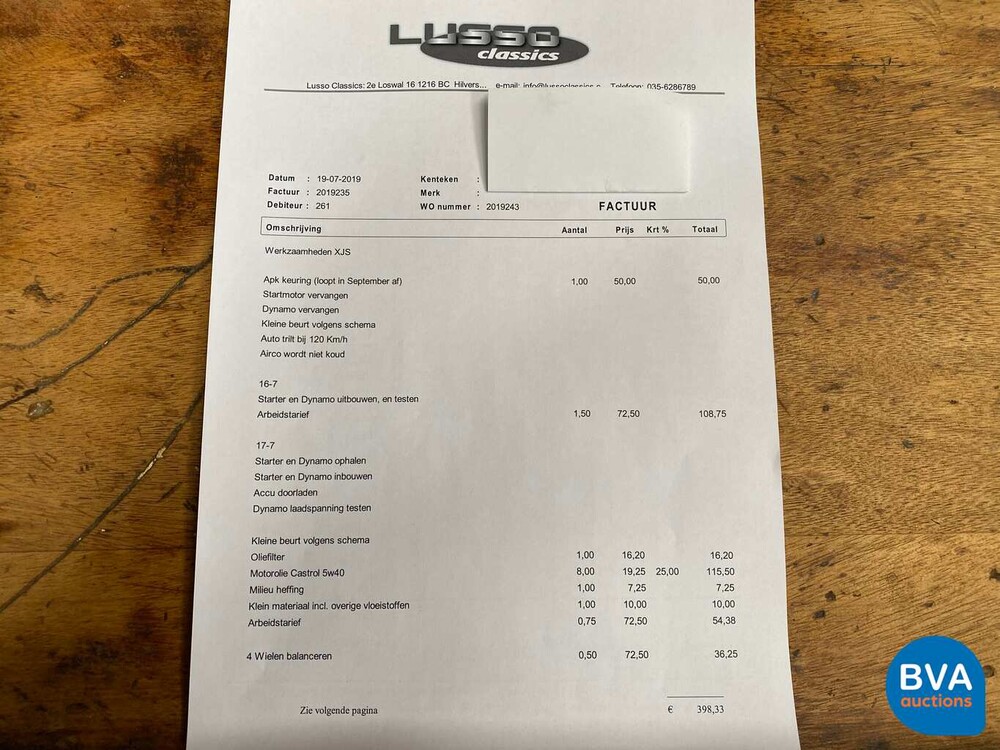 LUSSO
classics
Lusso Classics: 2e Loswal 16 1216 BC Hilvers... e-mail: info@lussoclassics.c Telefoon: 035-6286789
Datum : 19-07-2019 Kenteken :
Factuur : 2019235 Merk :
Debiteur : 261 WO nummer : 2019243 FACTUUR
Omschrijving Aantal Prijs Krt % Totaal
Werkzaamheden XJS
Apk keuring (loopt in September af) 1,00 50,00 50,00
Startmotor vervangen
Dynamo vervangen
Kleine beurt volgens schema
Auto trilt bij 120 Km/h
Airco wordt niet koud
16-7
Starter en Dynamo uitbouwen, en testen
Arbeidstarief 1,50 72,50 108,75
17-7
Starter en Dynamo ophalen
Starter en Dynamo inbouwen
Accu doorladen
Dynamo laadspanning testen
Kleine beurt volgens schema
Oliefilter 1,00 16,20 16,20
Motorolie Castrol 5w40 8,00 19,25 25,00 115,50
Milieu heffing 1,00 7,25 7,25
Klein materiaal incl. overige vloeistoffen 1,00 10,00 10,00
Arbeidstarief 0,75 72,50 54,38
4 Wielen balanceren 0,50 72,50 36,25
Zie volgende pagina € 398,33
BVA
auctions